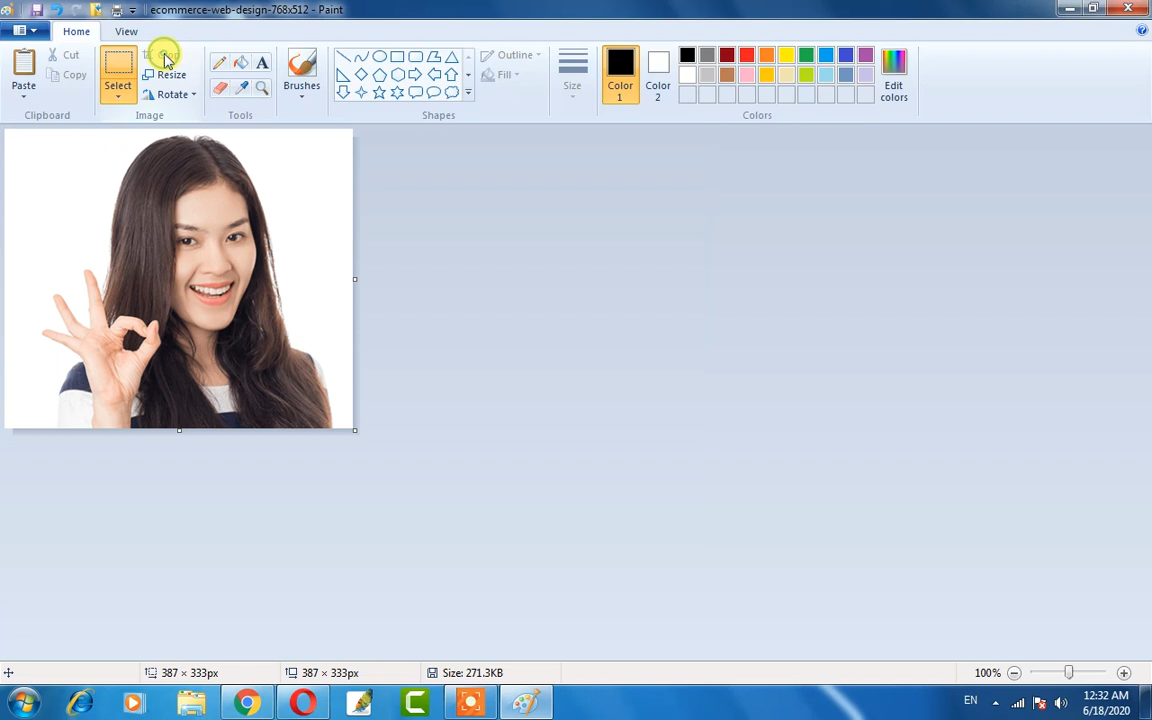 ecommerce-web-design-768x512 - Paint
Home View
Cut
Copy
Paste
Clipboard
Select
Crop
Resize
Rotate
Image
A
Tools
Brushes
Outline
Fill
Shapes
Size
Color 1
Color 2
Edit colors
Colors
387 × 333px 387 × 333px Size: 271.3KB 100%
EN 12:32 AM
6/18/2020